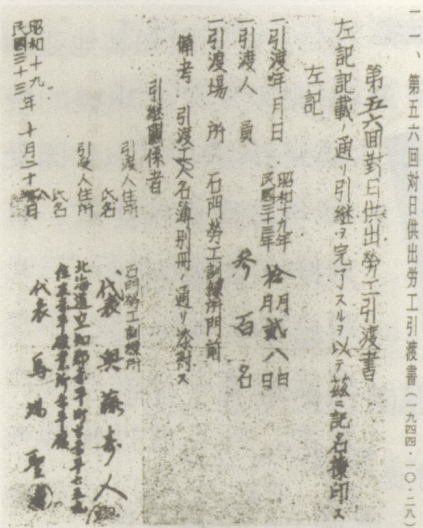 一一、第五六回対日供出労工引渡書(一九四四・一〇・二八)
第五六回對日供出勞工引渡書
左記記載ノ通リ引継ヲ完了スルヲ以テ茲ニ記名捺印ス
左記
一引渡年月日 昭和十九年 民國三十三年 拾月貳八日
一引渡人員 參百名
一引渡場所 石門勞工訓練所門前
備考 引渡工人名簿別冊ノ通リ添附ス
引継關係者
引渡人住所 石門勞工訓練所
氏名 代表
引受人住所 北海道空知郡赤平町
氏名 代表
昭和十九年
民國三十三年 十月二十日